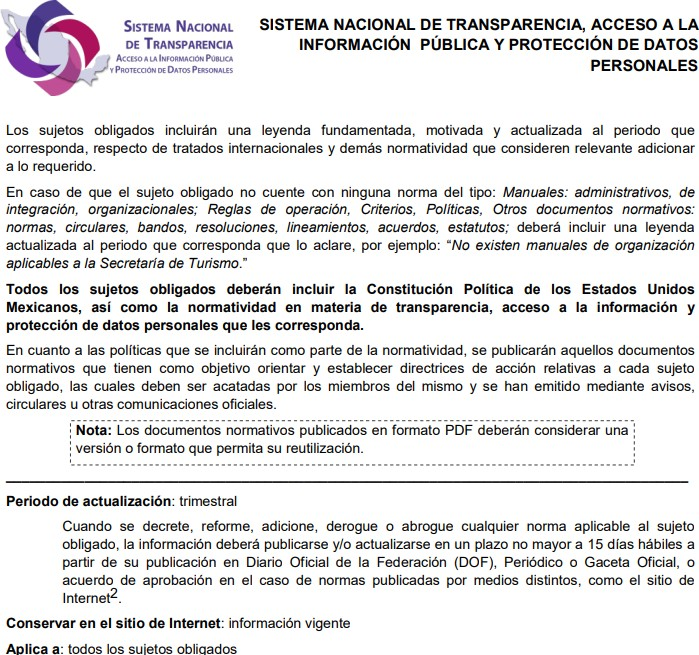 SISTEMA NACIONAL
DE TRANSPARENCIA
ACCESO A LA INFORMACIÓN PÚBLICA
Y PROTECCIÓN DE DATOS PERSONALES
SISTEMA NACIONAL DE TRANSPARENCIA, ACCESO A LA
INFORMACIÓN PÚBLICA Y PROTECCIÓN DE DATOS
PERSONALES
Los sujetos obligados incluirán una leyenda fundamentada, motivada y actualizada al periodo que
corresponda, respecto de tratados internacionales y demás normatividad que consideren relevante adicionar
a lo requerido.
En caso de que el sujeto obligado no cuente con ninguna norma del tipo: Manuales: administrativos, de
integración, organizacionales; Reglas de operación, Criterios, Políticas, Otros documentos normativos:
normas, circulares, bandos, resoluciones, lineamientos, acuerdos, estatutos; deberá incluir una leyenda
actualizada al periodo que corresponda que lo aclare, por ejemplo: “No existen manuales de organización
aplicables a la Secretaría de Turismo.”
Todos los sujetos obligados deberán incluir la Constitución Política de los Estados Unidos
Mexicanos, así como la normatividad en materia de transparencia, acceso a la información y
protección de datos personales que les corresponda.
En cuanto a las políticas que se incluirán como parte de la normatividad, se publicarán aquellos documentos
normativos que tienen como objetivo orientar y establecer directrices de acción relativas a cada sujeto
obligado, las cuales deben ser acatadas por los miembros del mismo y se han emitido mediante avisos,
circulares u otras comunicaciones oficiales.
Nota: Los documentos normativos publicados en formato PDF deberán considerar una
versión o formato que permita su reutilización.
Periodo de actualización: trimestral
Cuando se decrete, reforme, adicione, derogue o abrogue cualquier norma aplicable al sujeto
obligado, la información deberá publicarse y/o actualizarse en un plazo no mayor a 15 días hábiles a
partir de su publicación en Diario Oficial de la Federación (DOF), Periódico o Gaceta Oficial, o
acuerdo de aprobación en el caso de normas publicadas por medios distintos, como el sitio de
Internet2.
Conservar en el sitio de Internet: información vigente
Aplica a: todos los sujetos obligados